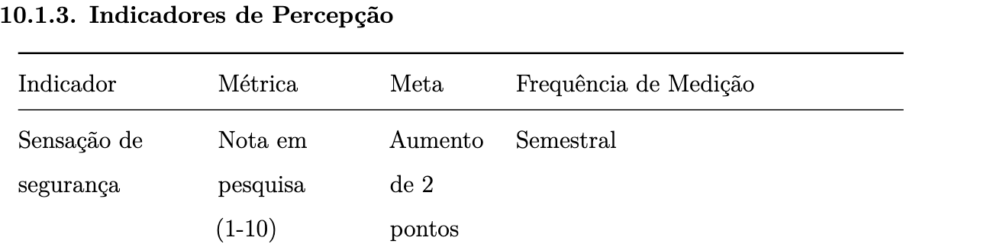 10.1.3. Indicadores de Percepção
Indicador Métrica Meta Frequência de Medição
Sensação de Nota em Aumento Semestral
segurança pesquisa de 2
(1-10) pontos